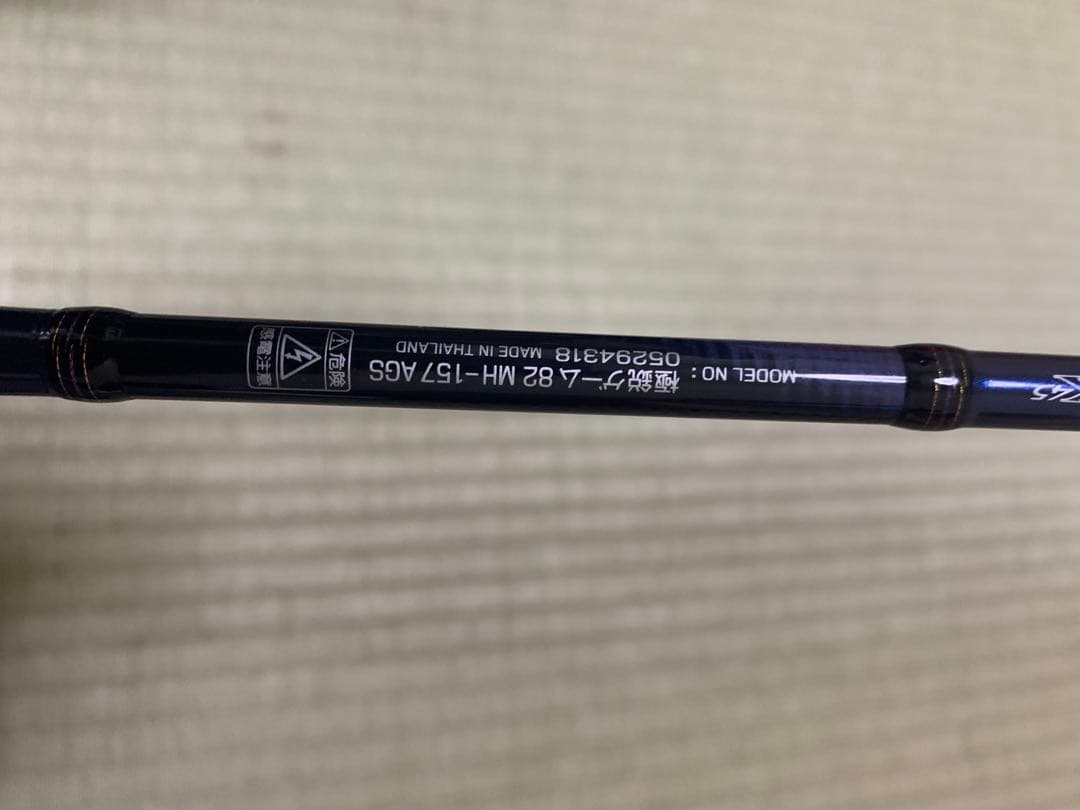 MODEL NO:
極鋭ゲーム 82 MH-157 AGS
05294318 MADE IN THAILAND
⚠危険
感電注意
X45